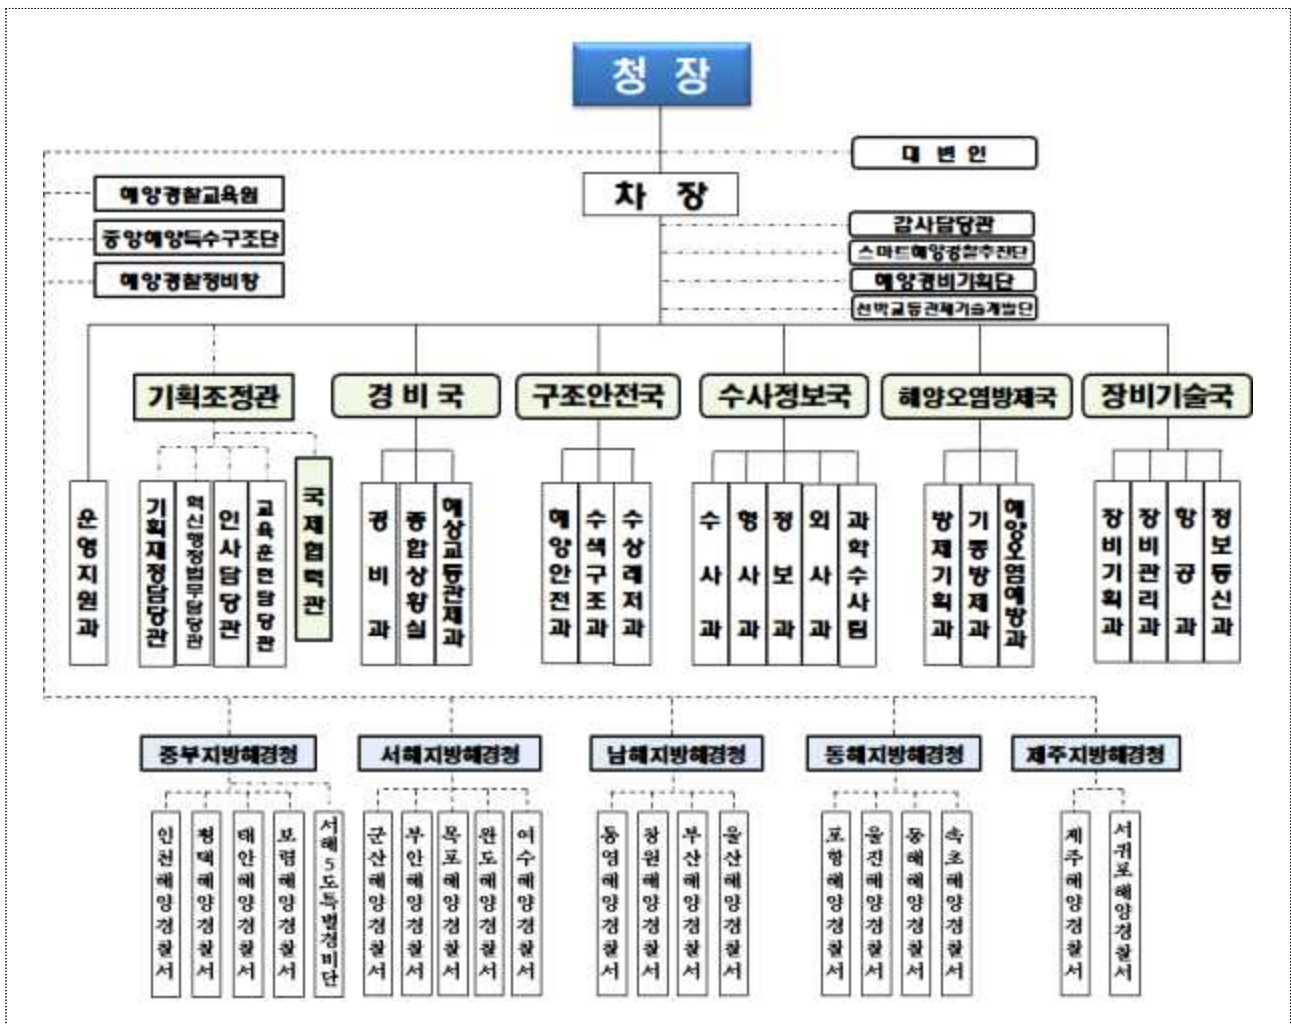 청 장
대 변 인
차 장
해양경찰교육원
중앙해양특수구조단
해양경찰정비창
감사담당관
스마트해양경찰추진단
해양경비기획단
선박교통관제기술개발단
기획조정관
경 비 국
구조안전국
수사정보국
해양오염방제국
장비기술국
운영지원과
기획재정담당관
혁신행정법무담당관
인사담당관
교육훈련담당관
국제협력관
경비과
종합상황실
해상교통관제과
해양안전과
수색구조과
수상레저과
수사과
형사과
정보과
외사과
과학수사팀
방제기획과
기동방제과
해양오염예방과
장비기획과
장비관리과
항공과
정보통신과
중부지방해경청
서해지방해경청
남해지방해경청
동해지방해경청
제주지방해경청
인천해양경찰서
평택해양경찰서
태안해양경찰서
보령해양경찰서
서해5도특별경비단
군산해양경찰서
부안해양경찰서
목포해양경찰서
완도해양경찰서
여수해양경찰서
통영해양경찰서
창원해양경찰서
부산해양경찰서
울산해양경찰서
포항해양경찰서
울진해양경찰서
동해해양경찰서
속초해양경찰서
제주해양경찰서
서귀포해양경찰서